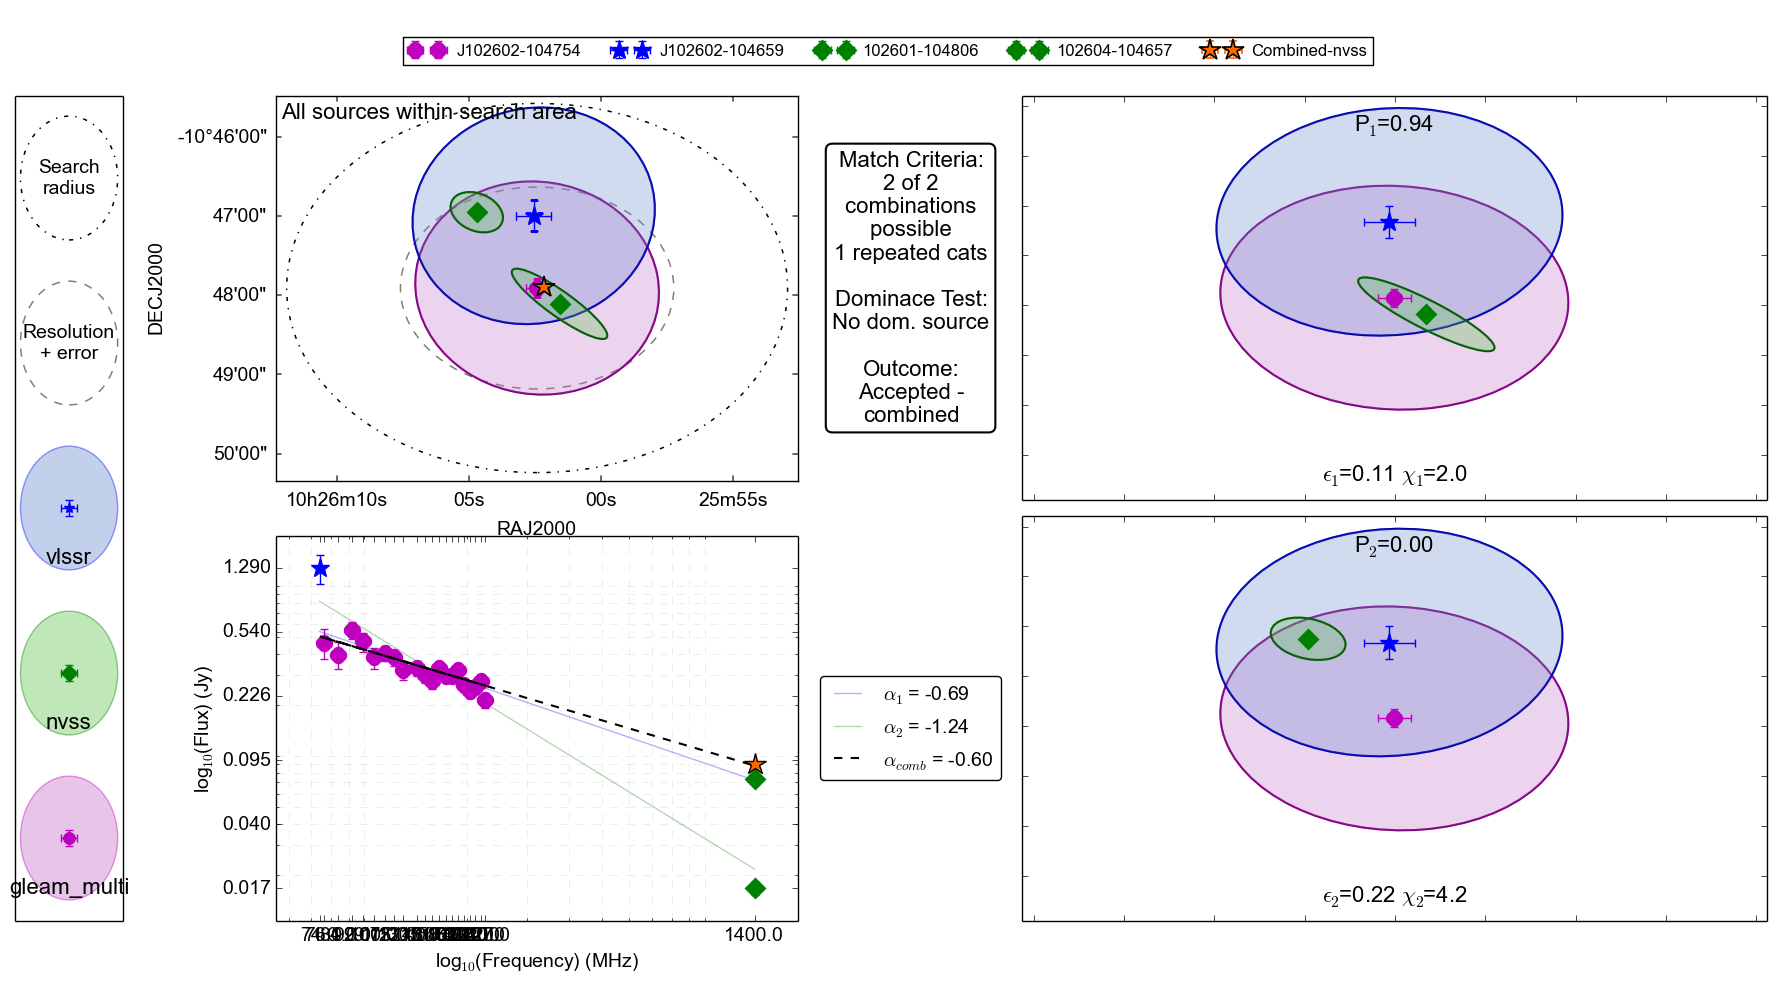 J102602-104754
J102602-104659
102601-104806
102604-104657
Combined-nvss
Search
radius
Resolution
+ error
vlssr
nvss
gleam_multi
All sources within search area
-10°46'00"
47'00"
48'00"
49'00"
50'00"
DECJ2000
10h26m10s
05s
00s
25m55s
RAJ2000
Match Criteria:
2 of 2
combinations
possible
1 repeated cats
Dominace Test:
No dom. source
Outcome:
Accepted -
combined
P1=0.94
ϵ1=0.11 χ1=2.0
P2=0.00
ϵ2=0.22 χ2=4.2
1.290
0.540
0.226
0.095
0.040
0.017
log10(Flux) (Jy)
1400.0
log10(Frequency) (MHz)
α1 = -0.69
α2 = -1.24
αcomb = -0.60